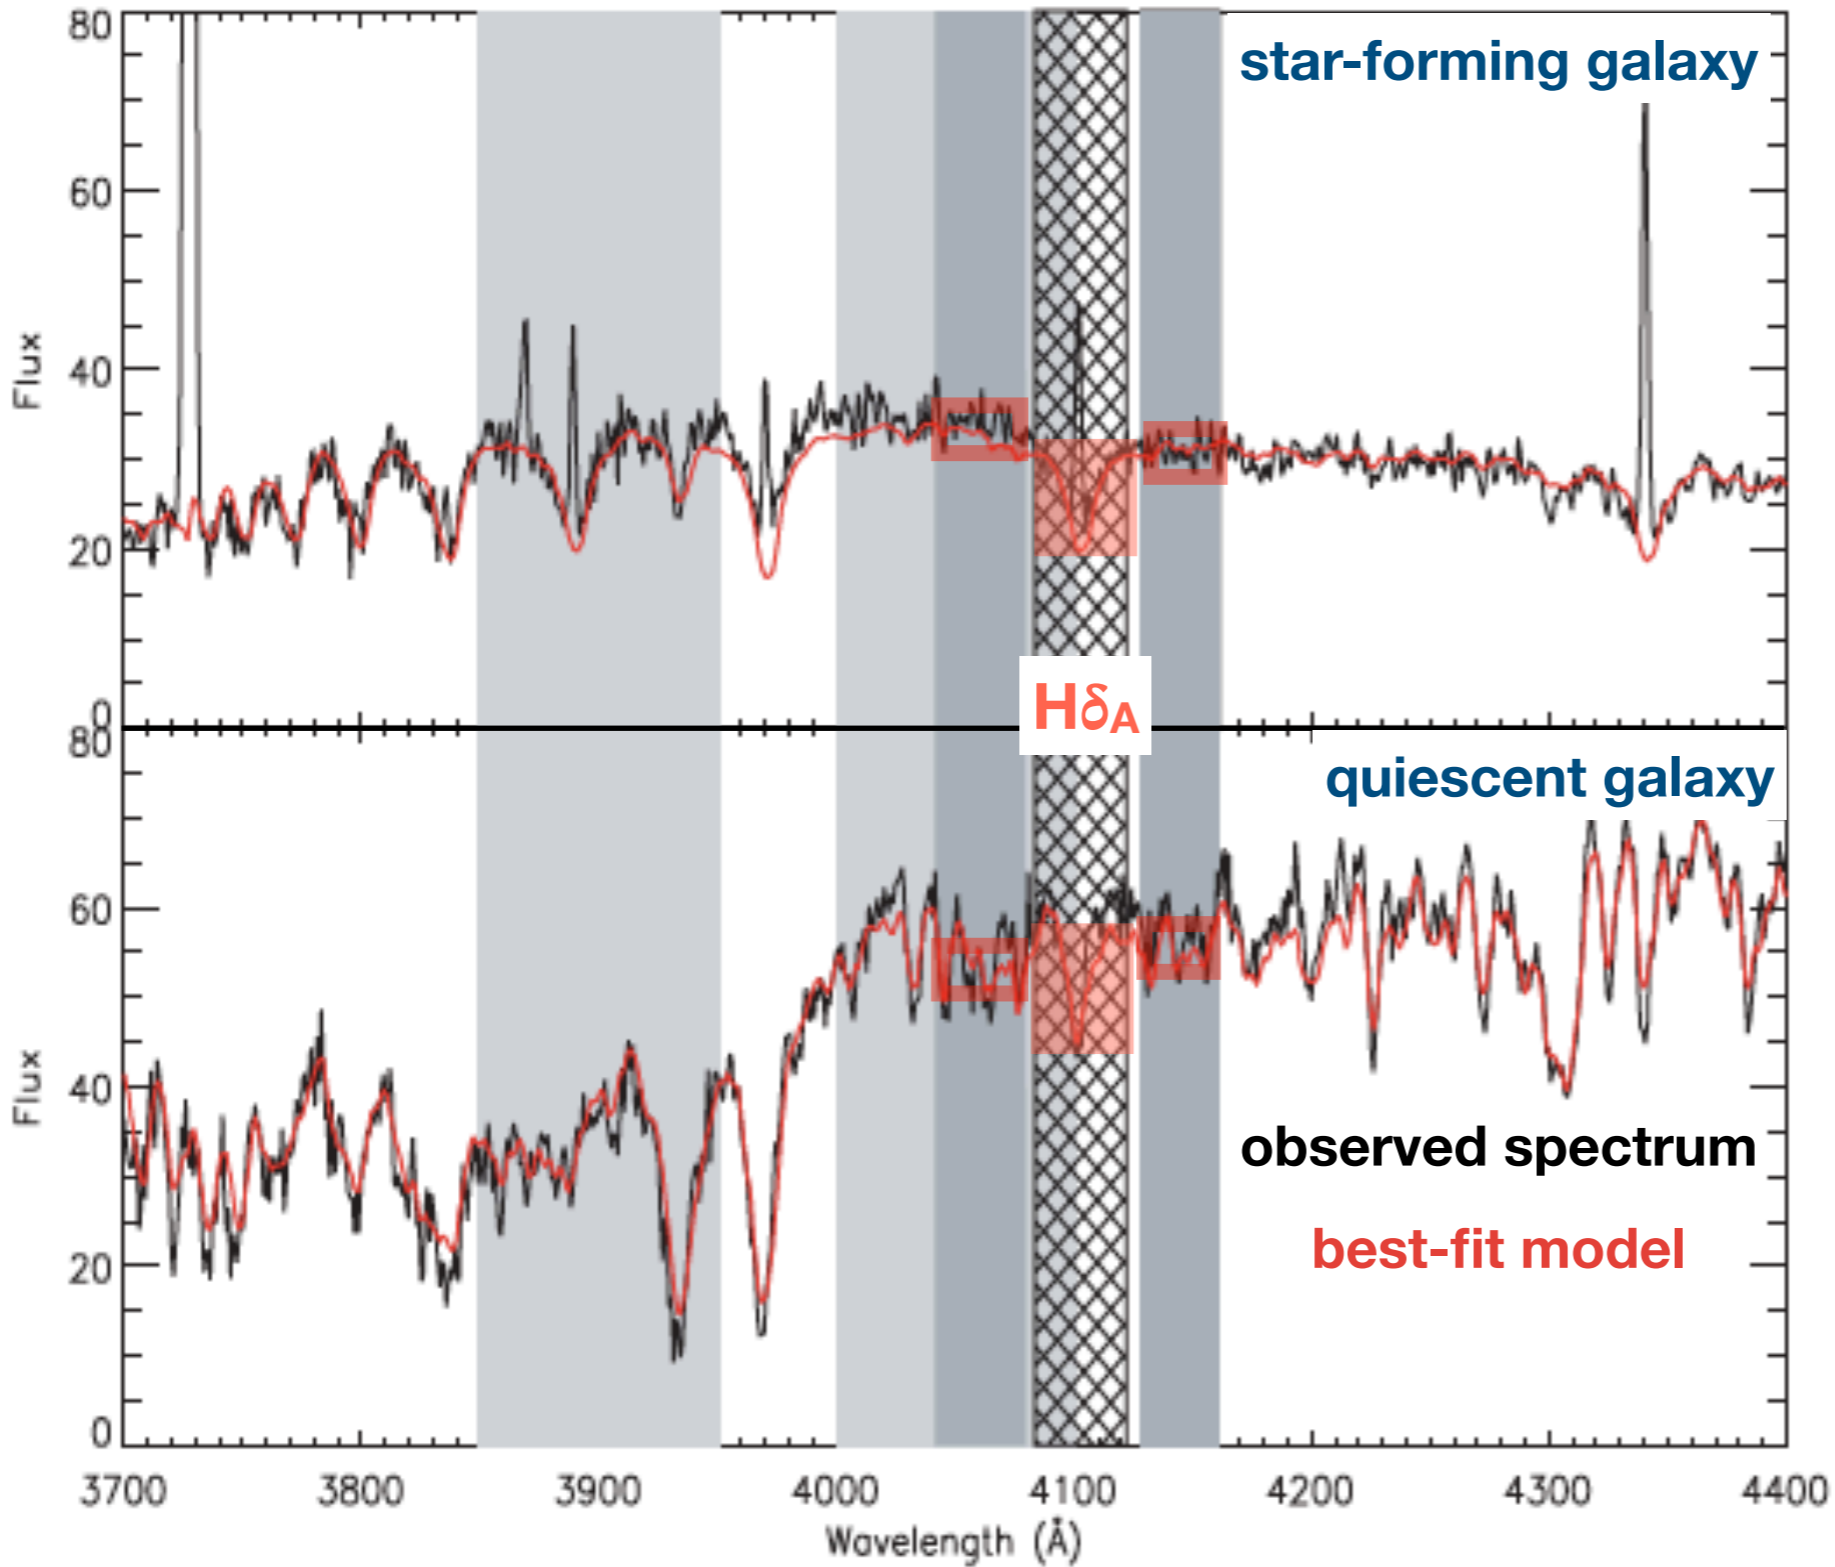 80
star-forming galaxy
60
Flux
40
20
0
HδA
80
quiescent galaxy
60
Flux
40
observed spectrum
20
best-fit model
0
3700 3800 3900 4000 4100 4200 4300 4400
Wavelength (Å)